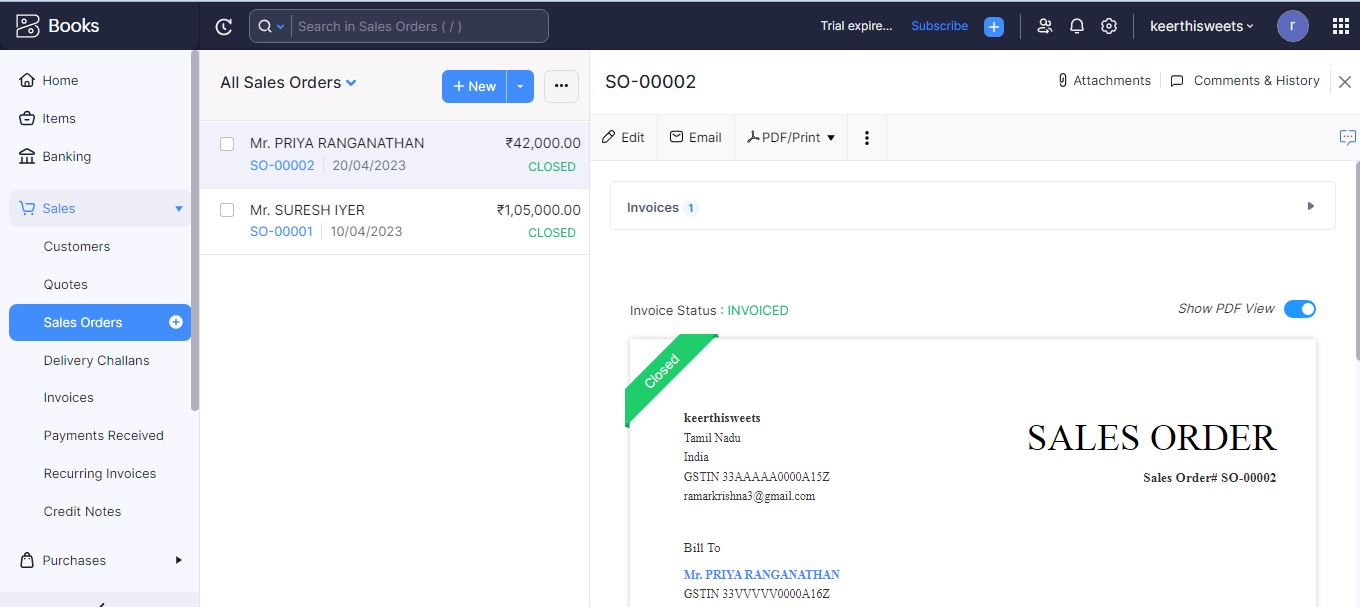 Books
Search in Sales Orders ( / )
Trial expire...
Subscribe
keerthisweets
r
Home
Items
Banking
Sales
Customers
Quotes
Sales Orders
Delivery Challans
Invoices
Payments Received
Recurring Invoices
Credit Notes
Purchases
All Sales Orders
+ New
Mr. PRIYA RANGANATHAN ₹42,000.00
SO-00002 20/04/2023 CLOSED
Mr. SURESH IYER ₹1,05,000.00
SO-00001 10/04/2023 CLOSED
SO-00002
Attachments
Comments & History
Edit
Email
PDF/Print
Invoices 1
Invoice Status : INVOICED
Show PDF View
Closed
keerthisweets
Tamil Nadu
India
GSTIN 33AAAAA0000A15Z
ramarkrishna3@gmail.com
SALES ORDER
Sales Order# SO-00002
Bill To
Mr. PRIYA RANGANATHAN
GSTIN 33VVVVV0000A16Z